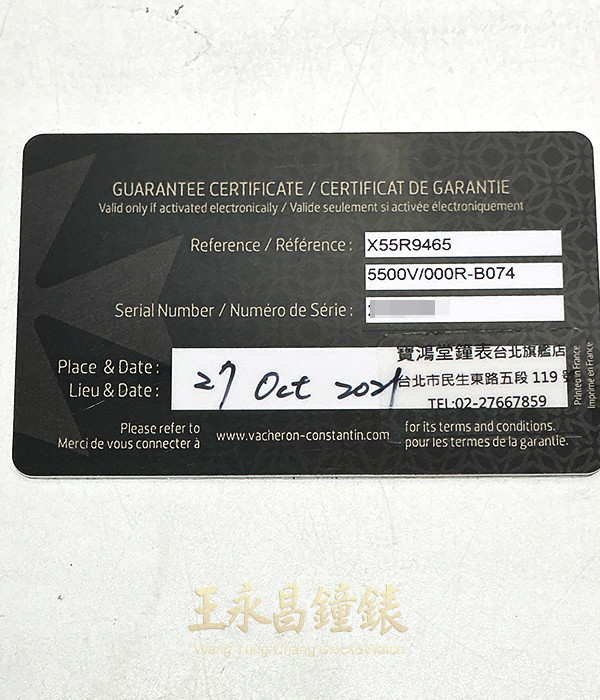 GUARANTEE CERTIFICATE / CERTIFICAT DE GARANTIE
Valid only if activated electronically / Valide seulement si activée électroniquement
Reference / Référence :
X55R9465
5500V/000R-B074
Serial Number / Numéro de Série :
Place & Date :
Lieu & Date :
27 Oct 2021
寶鴻堂鐘表台北旗艦店
台北市民生東路五段 119 號
TEL:02-27667859
Printed in France
Imprimé en France
Please refer to
Merci de vous connecter à
www.vacheron-constantin.com
for its terms and conditions.
pour les termes de la garantie.
王永昌鐘錶
Wang Yung Chang Clock&Watch